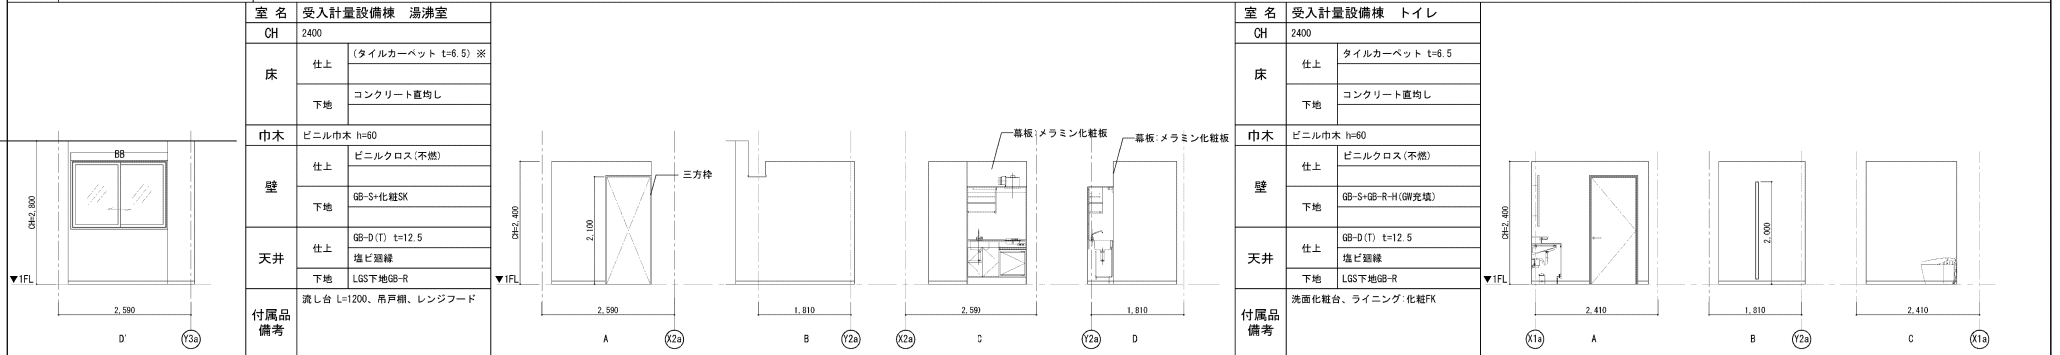 BB
CH=2,800
▼1FL
2,590
D'
Y3a
室 名 受入計量設備棟 湯沸室
CH 2400
床 仕上 (タイルカーペット t=6.5) ※
下地 コンクリート直均し
巾木 ビニル巾木 h=60
壁 仕上 ビニルクロス(不燃)
下地 GB-S+化粧SK
天井 仕上 GB-D(T) t=12.5
塩ビ廻縁
下地 LGS下地GB-R
付属品
備考
流し台 L=1200、吊戸棚、レンジフード
CH=2,400
▼1FL
2,100
三方枠
2,590
A
X2a
1,810
B
Y2a
幕板:メラミン化粧板
X2a
2,590
C
幕板:メラミン化粧板
Y2a
1,810
D
室 名 受入計量設備棟 トイレ
CH 2400
床 仕上 タイルカーペット t=6.5
下地 コンクリート直均し
巾木 ビニル巾木 h=60
壁 仕上 ビニルクロス(不燃)
下地 GB-S+GB-R-H(GW充填)
天井 仕上 GB-D(T) t=12.5
塩ビ廻縁
下地 LGS下地GB-R
付属品
備考
洗面化粧台、ライニング:化粧FK
CH=2,400
▼1FL
X1a
2,410
A
2,000
1,810
B
Y2a
2,410
C
X1a